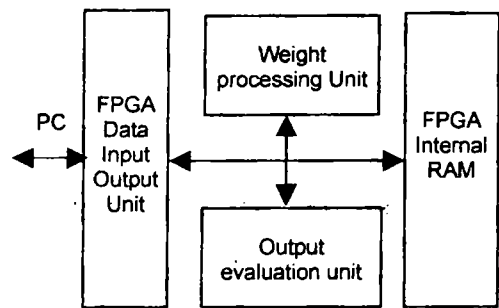 PC
FPGA
Data
Input
Output
Unit
Weight
processing Unit
Output
evaluation unit
FPGA
Internal
RAM